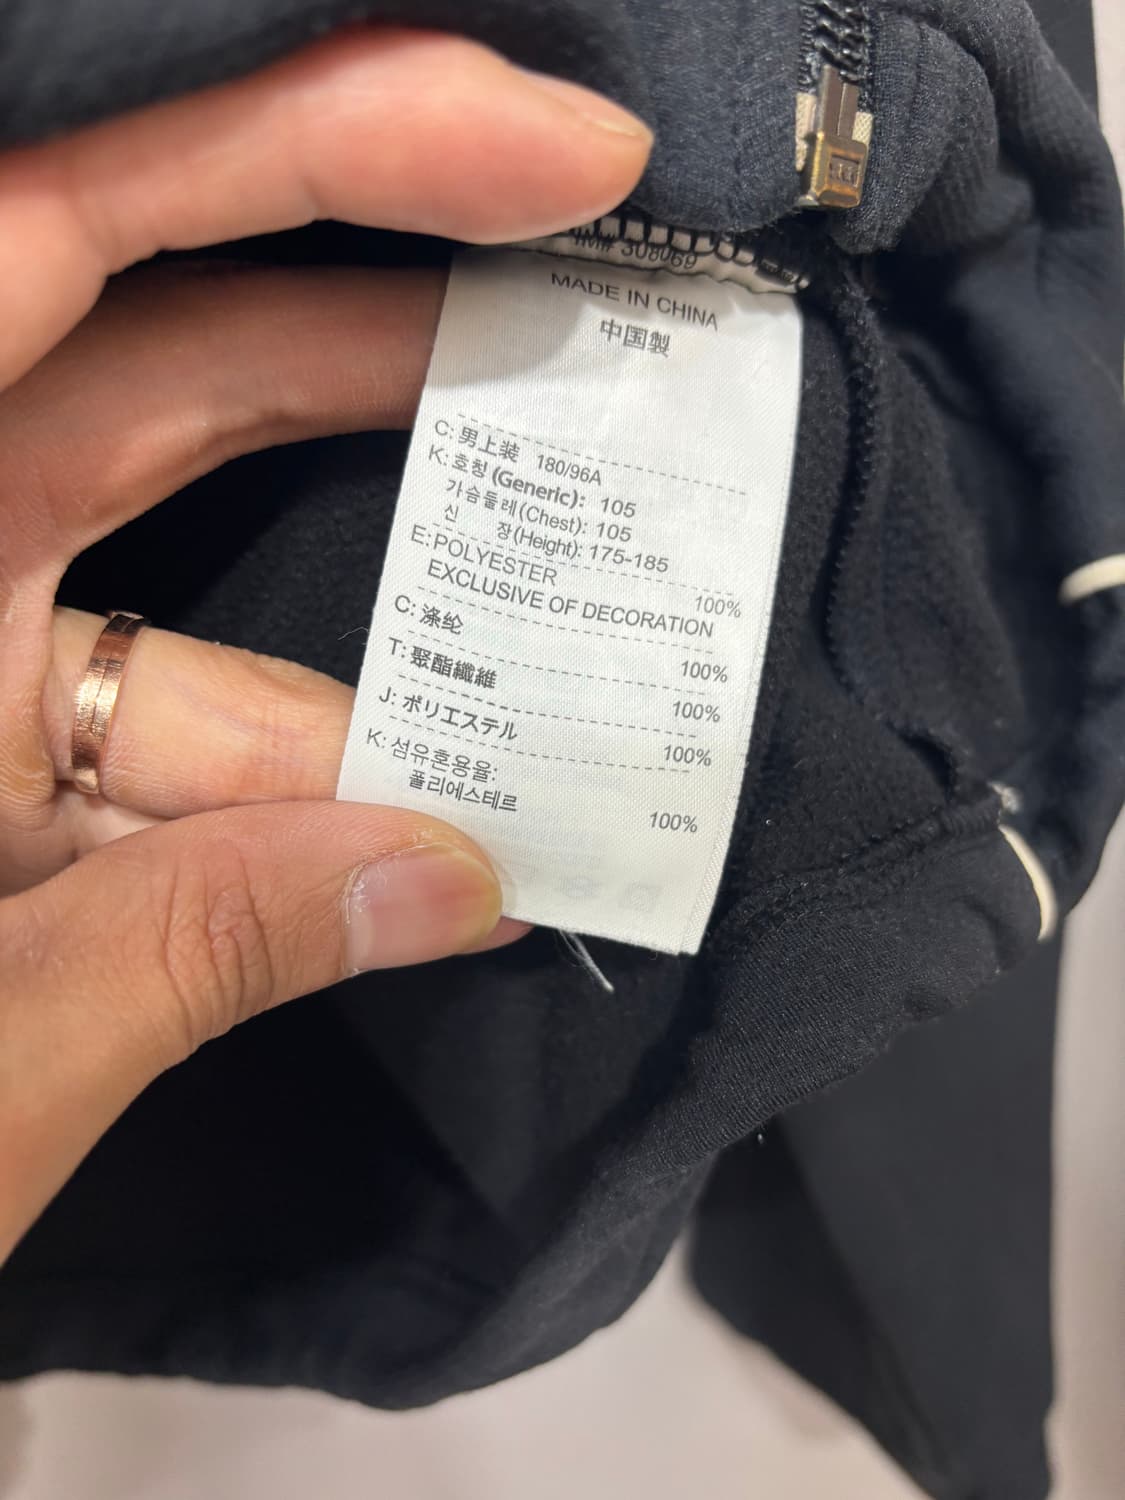 IM# 308069
MADE IN CHINA
中国製
C: 男上装 180/96A
K: 호칭 (Generic): 105
가슴둘레(Chest): 105
신 장(Height): 175-185
E:POLYESTER 100%
EXCLUSIVE OF DECORATION
C: 涤纶 100%
T: 聚酯纖維 100%
J: ポリエステル 100%
K: 섬유혼용율:
폴리에스테르 100%